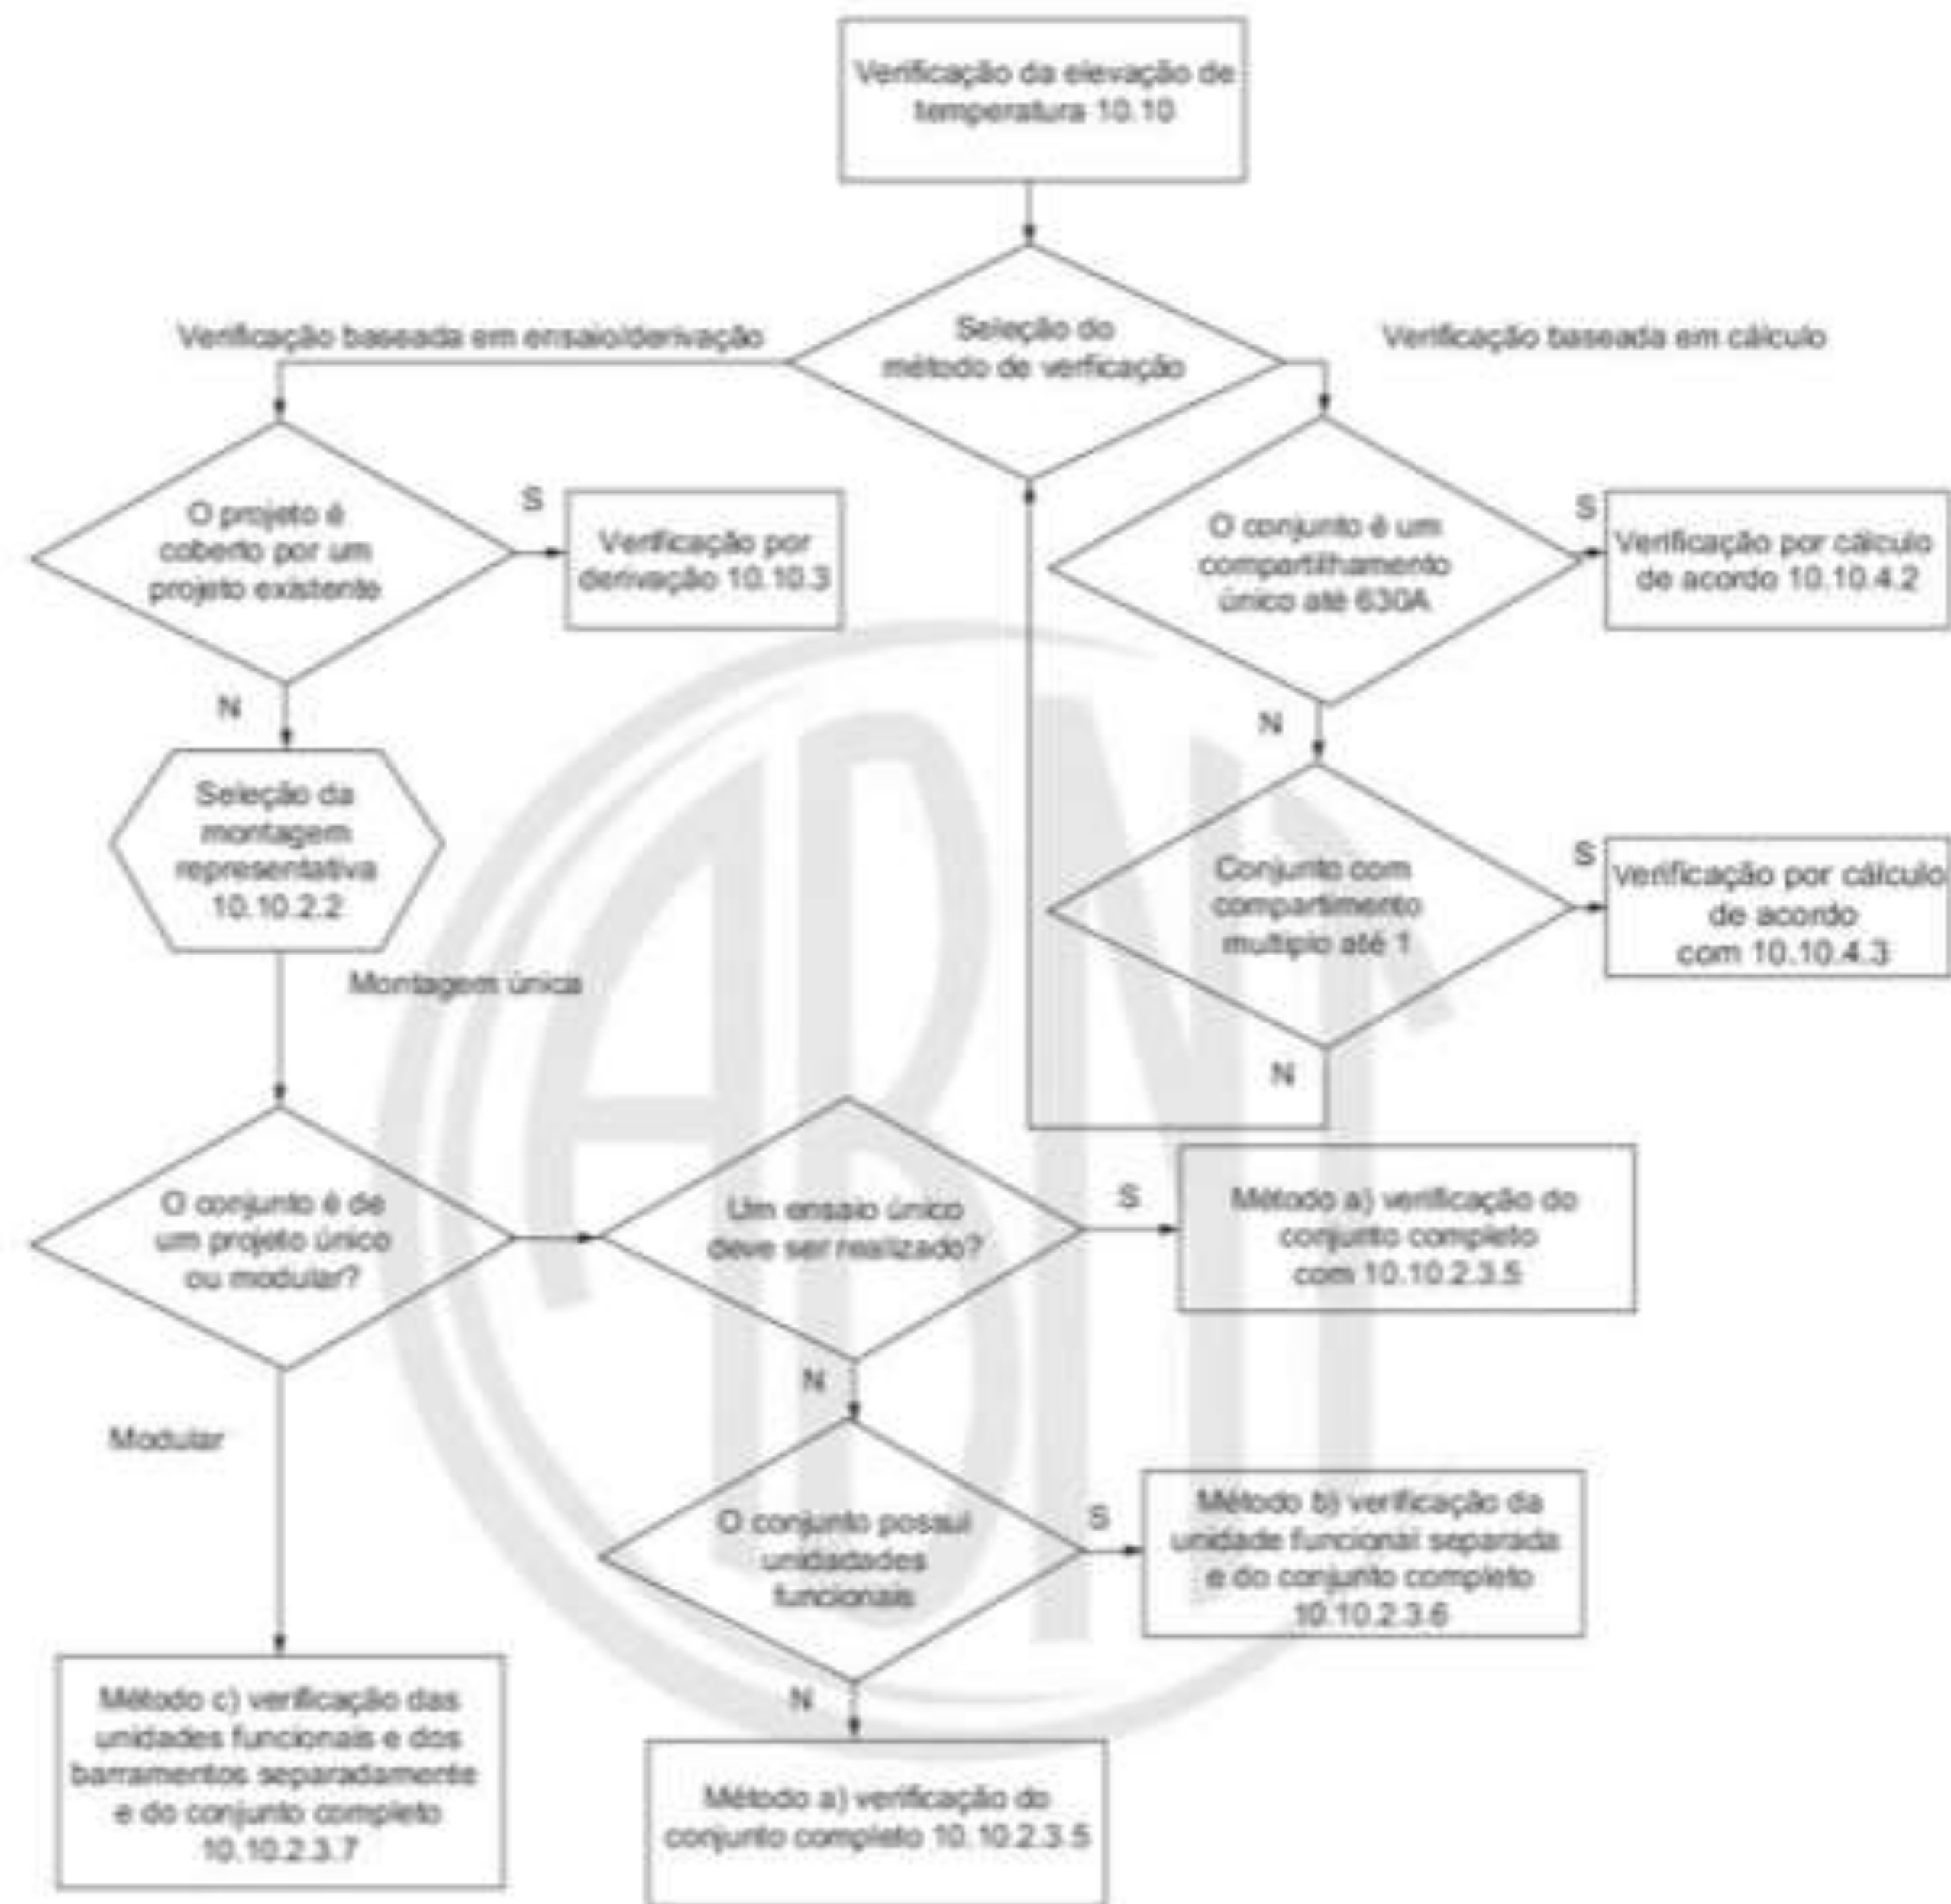 Verificação da elevação de
temperatura 10.10
Verificação baseada em ensaio/derivação
Seleção do
método de verficação
Verificação baseada em cálculo
O projeto é
coberto por um
projeto existente
S
Verificação por
derivação 10.10.3
O conjunto é um
compartilhamento
único até 630A
S
Verificação por cálculo
de acordo 10.10.4.2
N
N
Seleção da
montagem
representativa
10.10.2.2
Conjunto com
compartimento
multiplo até 1
S
Verificação por cálculo
de acordo
com 10.10.4.3
Montagem única
N
O conjunto é de
um projeto único
ou modular?
Um ensaio único
deve ser realizado?
S
Método a) verificação do
conjunto completo
com 10.10.2.3.5
N
Modular
O conjunto possui
unidadades
funcionais
S
Método b) verificação da
unidade funcional separada
e do conjunto completo
10.10.2.3.6
N
Método c) verificação das
unidades funcionais e dos
barramentos separadamente
e do conjunto completo
10.10.2.3.7
Método a) verificação do
conjunto completo 10.10.2.3.5
ABNT